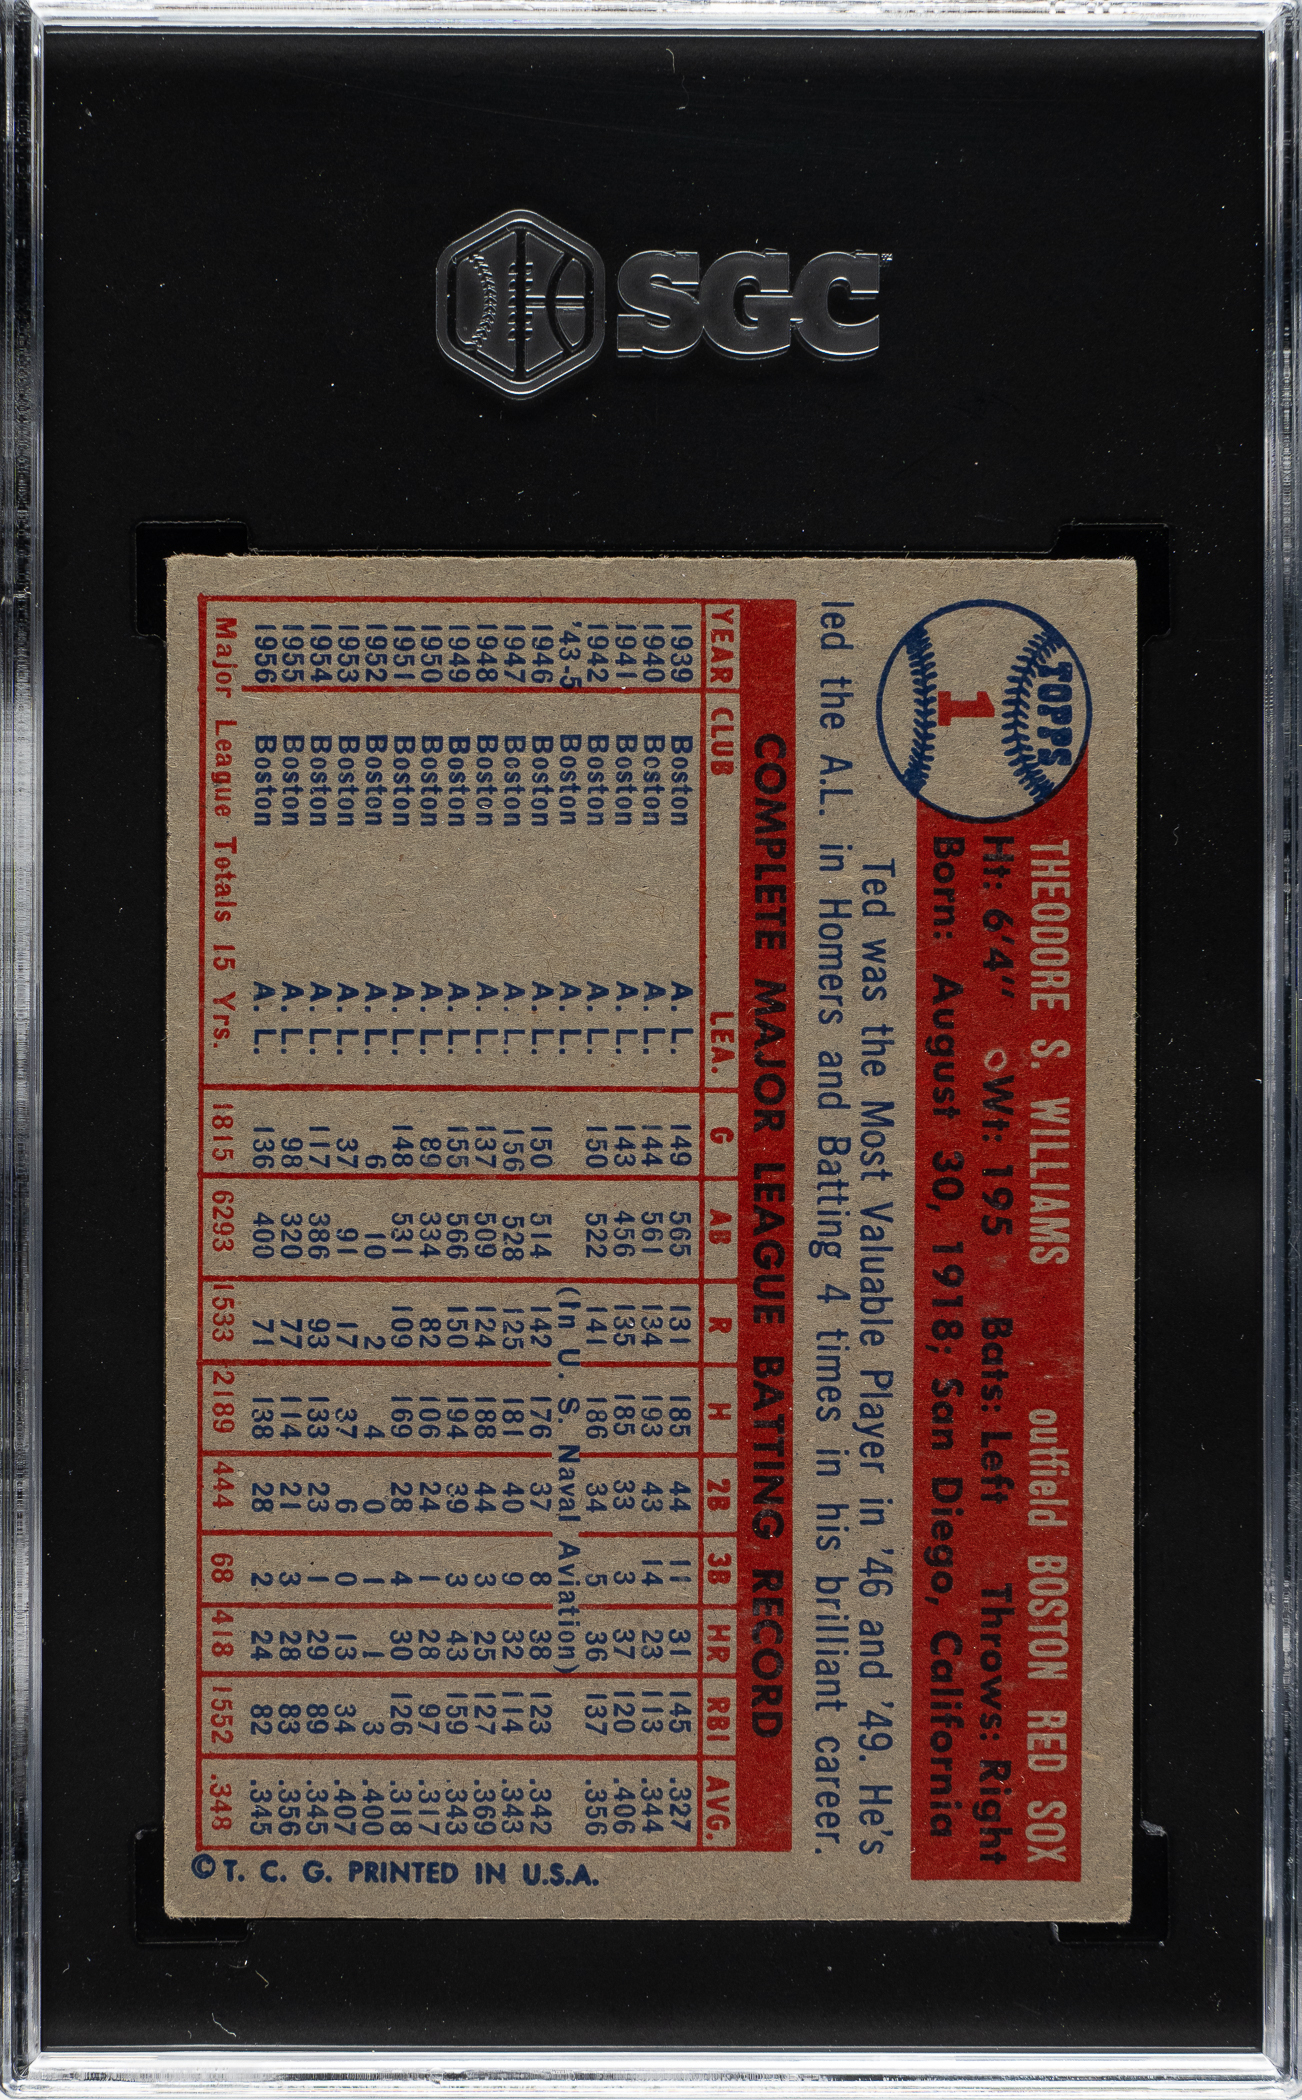 SGC
TOPPS
1
THEODORE S. WILLIAMS outfield BOSTON RED SOX
Ht: 6'4" Wt: 195 Bats: Left Throws: Right
Born: August 30, 1918; San Diego, California
Ted was the Most Valuable Player in '46 and '49. He's
led the A.L. in Homers and Batting 4 times in his brilliant career.
COMPLETE MAJOR LEAGUE BATTING RECORD
YEAR CLUB LEA. G AB R H 2B 3B HR RBI AVG.
1939 Boston A. L. 149 565 131 185 44 11 31 145 .327
1940 Boston A. L. 144 561 134 193 43 14 23 113 .344
1941 Boston A. L. 143 456 135 185 33 3 37 120 .406
1942 Boston A. L. 150 522 141 186 34 5 36 137 .356
'43-5 Boston A. L. (In U. S. Naval Aviation)
1946 Boston A. L. 150 514 142 176 37 8 38 123 .342
1947 Boston A. L. 156 528 125 181 40 9 32 114 .343
1948 Boston A. L. 137 509 124 188 44 3 25 127 .369
1949 Boston A. L. 155 566 150 194 39 3 43 159 .343
1950 Boston A. L. 89 334 82 106 24 1 28 97 .317
1951 Boston A. L. 148 531 109 169 28 4 30 126 .318
1952 Boston A. L. 6 10 2 4 0 1 1 3 .400
1953 Boston A. L. 37 91 17 37 6 0 13 34 .407
1954 Boston A. L. 117 386 93 133 23 1 29 89 .345
1955 Boston A. L. 98 320 77 114 21 3 28 83 .356
1956 Boston A. L. 136 400 71 138 28 2 24 82 .345
Major League Totals 15 Yrs. 1815 6293 1533 2189 444 68 418 1552 .348
© T. C. G. PRINTED IN U.S.A.